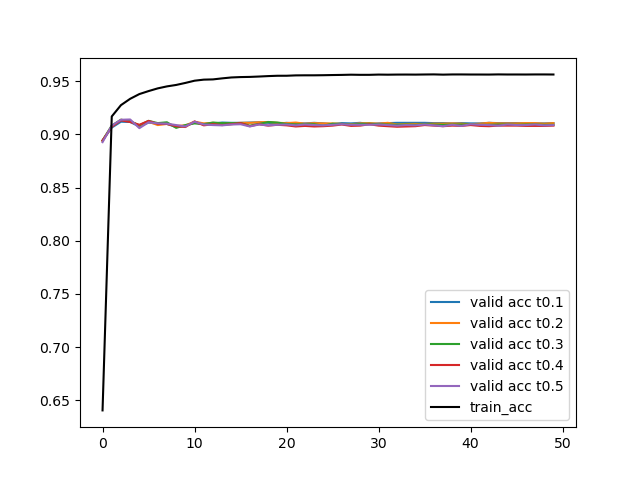 0.95
0.90
0.85
0.80
0.75
0.70
0.65
valid acc t0.1
valid acc t0.2
valid acc t0.3
valid acc t0.4
valid acc t0.5
train_acc
0 10 20 30 40 50